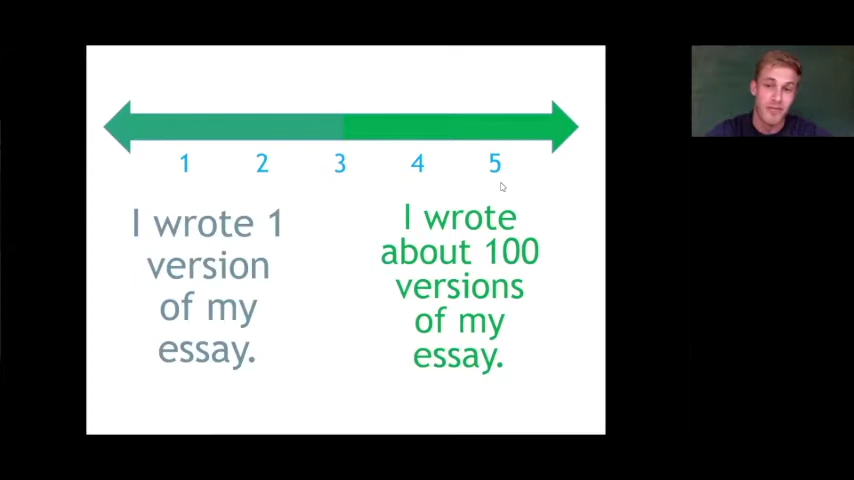 1 2 3 4 5
I wrote 1
version
of my
essay.
I wrote
about 100
versions
of my
essay.